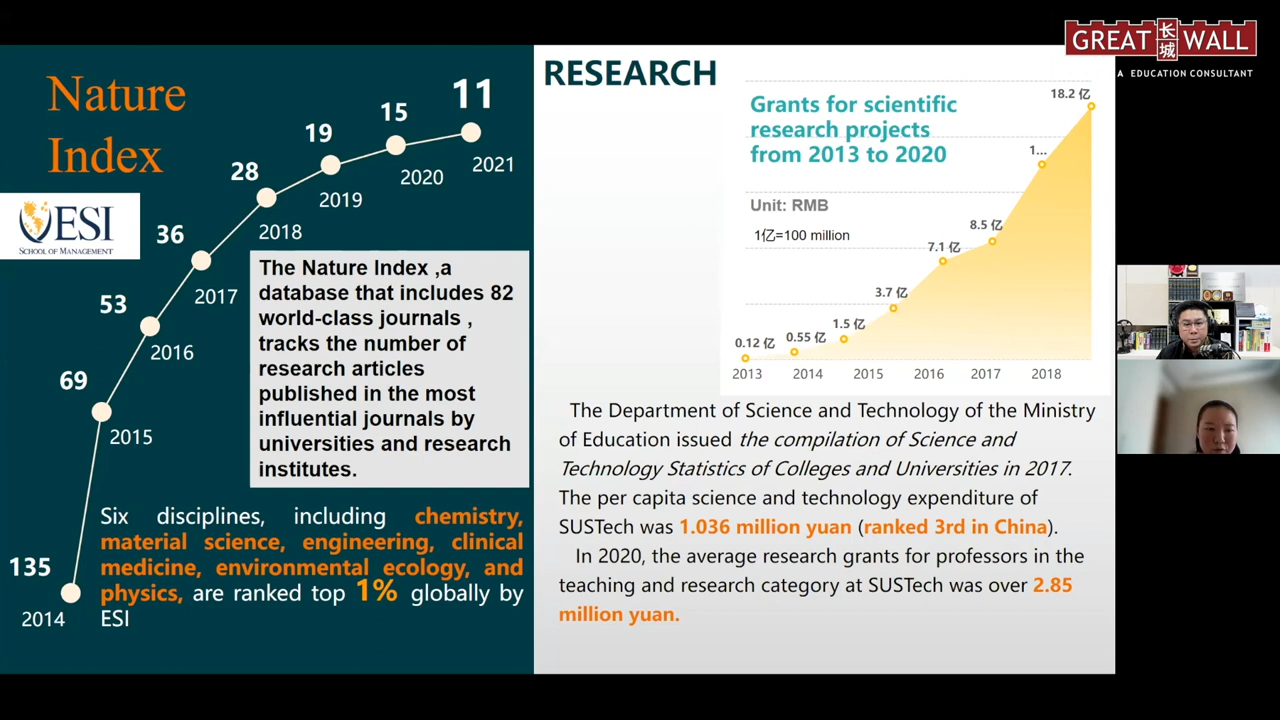 GREAT 长城 WALL
A EDUCATION CONSULTANT
Nature
Index
ESI
SCHOOL OF MANAGEMENT
135
2014
69
2015
53
2016
36
2017
28
2018
19
2019
15
2020
11
2021
The Nature Index ,a
database that includes 82
world-class journals ,
tracks the number of
research articles
published in the most
influential journals by
universities and research
institutes.
Six disciplines, including chemistry,
material science, engineering, clinical
medicine, environmental ecology, and
physics, are ranked top 1% globally by
ESI
RESEARCH
Grants for scientific
research projects
from 2013 to 2020
Unit: RMB
1亿=100 million
0.12 亿
0.55 亿
1.5 亿
3.7 亿
7.1 亿
8.5 亿
1...
18.2 亿
2013 2014 2015 2016 2017 2018
The Department of Science and Technology of the Ministry
of Education issued the compilation of Science and
Technology Statistics of Colleges and Universities in 2017.
The per capita science and technology expenditure of
SUSTech was 1.036 million yuan (ranked 3rd in China).
In 2020, the average research grants for professors in the
teaching and research category at SUSTech was over 2.85
million yuan.